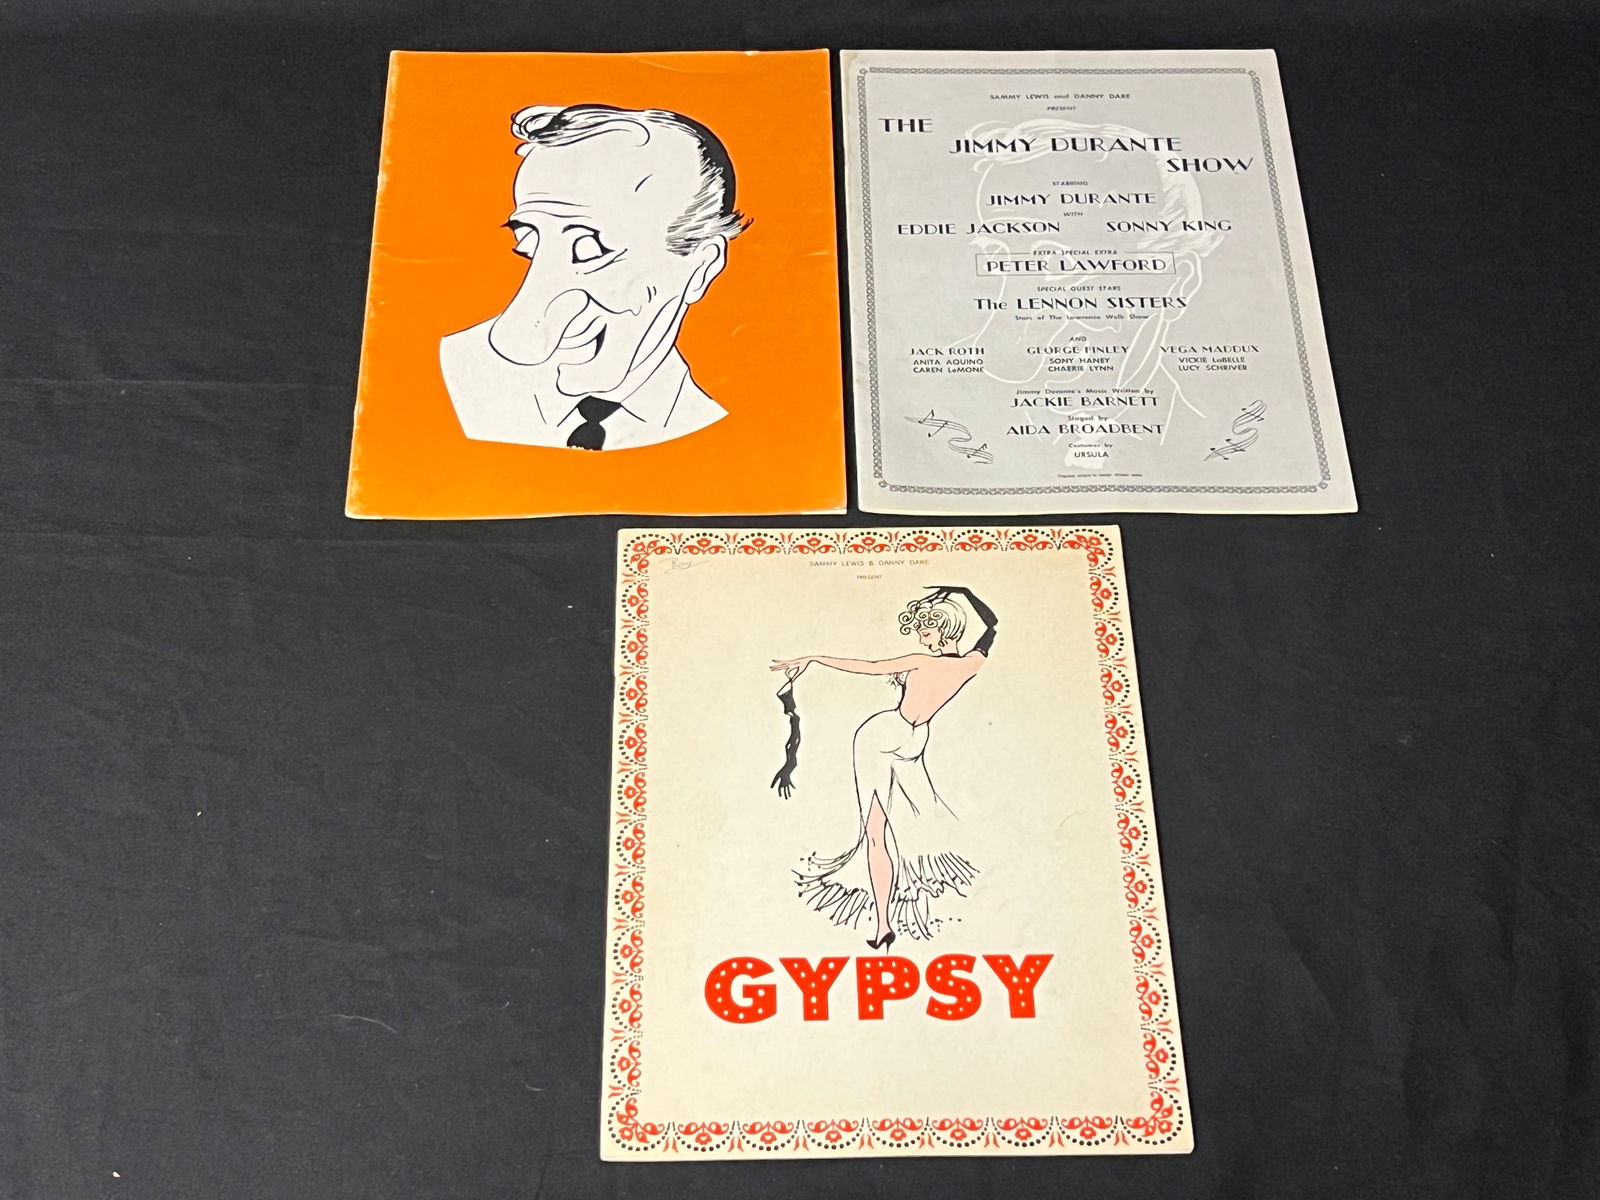 SAMMY LEWIS and DANNY DARE
PRESENT
THE
JIMMY DURANTE
SHOW
STARRING
JIMMY DURANTE
WITH
EDDIE JACKSON SONNY KING
EXTRA SPECIAL EXTRA
PETER LAWFORD
SPECIAL GUEST STARS
The LENNON SISTERS
Stars of The Lawrence Welk Show
AND
JACK ROTH GEORGE FINLEY VEGA MADDUX
ANITA AQUINO SONY HANEY VICKIE LaBELLE
CAREN LaMONE CHAERIE LYNN LUCY SCHRIVER
Jimmy Durante's Music Written by
JACKIE BARNETT
Staged by
AIDA BROADBENT
Costumes by
URSULA
SAMMY LEWIS & DANNY DARE
PRESENT
GYPSY